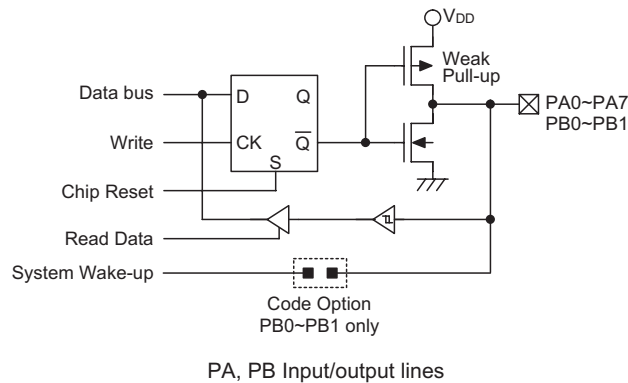 VDD
Weak
Pull-up
Data bus
D
Q
PA0~PA7
PB0~PB1
Write
CK
Q
S
Chip Reset
Read Data
System Wake-up
Code Option
PB0~PB1 only
PA, PB Input/output lines